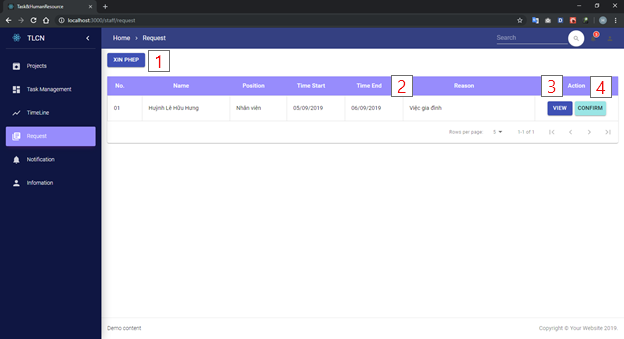 Task&HumanResource
localhost:3000/staff/request
TLCN
Home > Request
Search
Projects
Task Management
TimeLine
Request
Notification
Infomation
XIN PHEP
1
No. Name Position Time Start Time End 2 Reason 3 Action 4
01 Huỳnh Lê Hữu Hưng Nhân viên 05/09/2019 06/09/2019 Việc gia đình VIEW CONFIRM
Rows per page 5 1-1 of 1
Demo content
Copyright © Your Website 2019